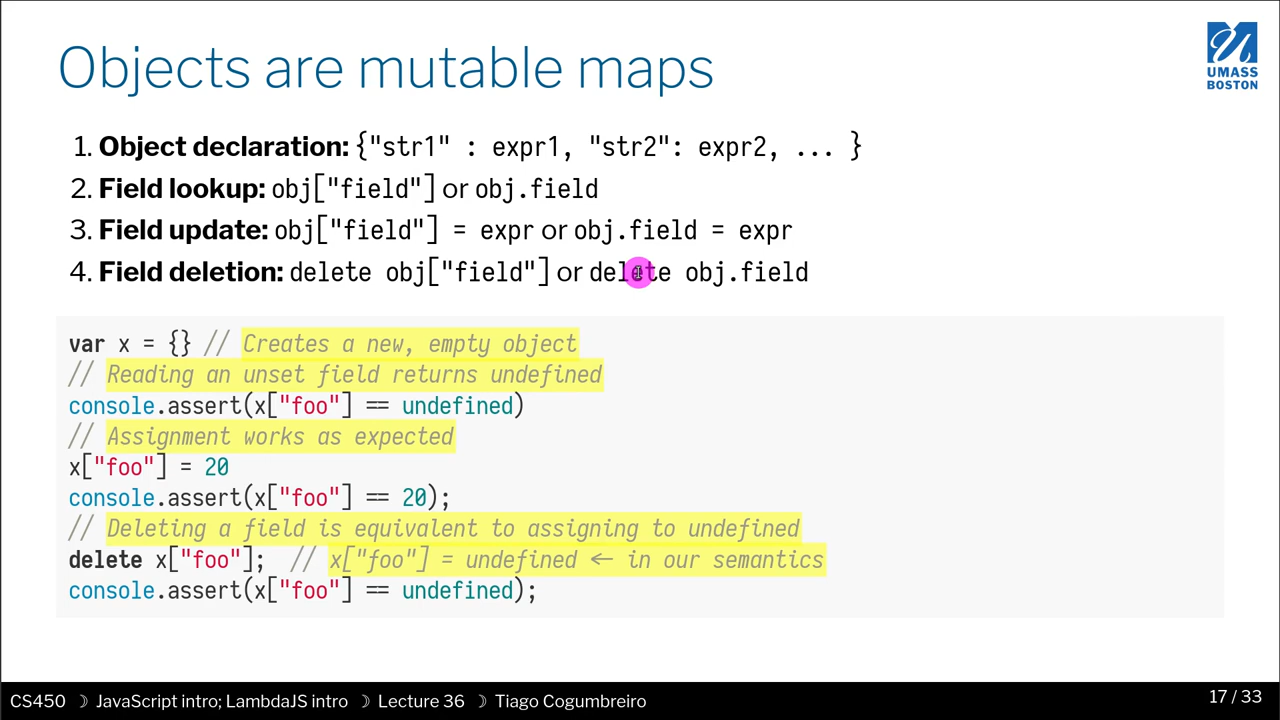 Objects are mutable maps
UMASS
BOSTON
1. Object declaration: {"str1" : expr1, "str2": expr2, ... }
2. Field lookup: obj["field"] or obj.field
3. Field update: obj["field"] = expr or obj.field = expr
4. Field deletion: delete obj["field"] or delete obj.field
var x = {} // Creates a new, empty object
// Reading an unset field returns undefined
console.assert(x["foo"] == undefined)
// Assignment works as expected
x["foo"] = 20
console.assert(x["foo"] == 20);
// Deleting a field is equivalent to assigning to undefined
delete x["foo"];  // x["foo"] = undefined ← in our semantics
console.assert(x["foo"] == undefined);
CS450 ☽ JavaScript intro; LambdaJS intro ☽ Lecture 36 ☽ Tiago Cogumbreiro
17 / 33